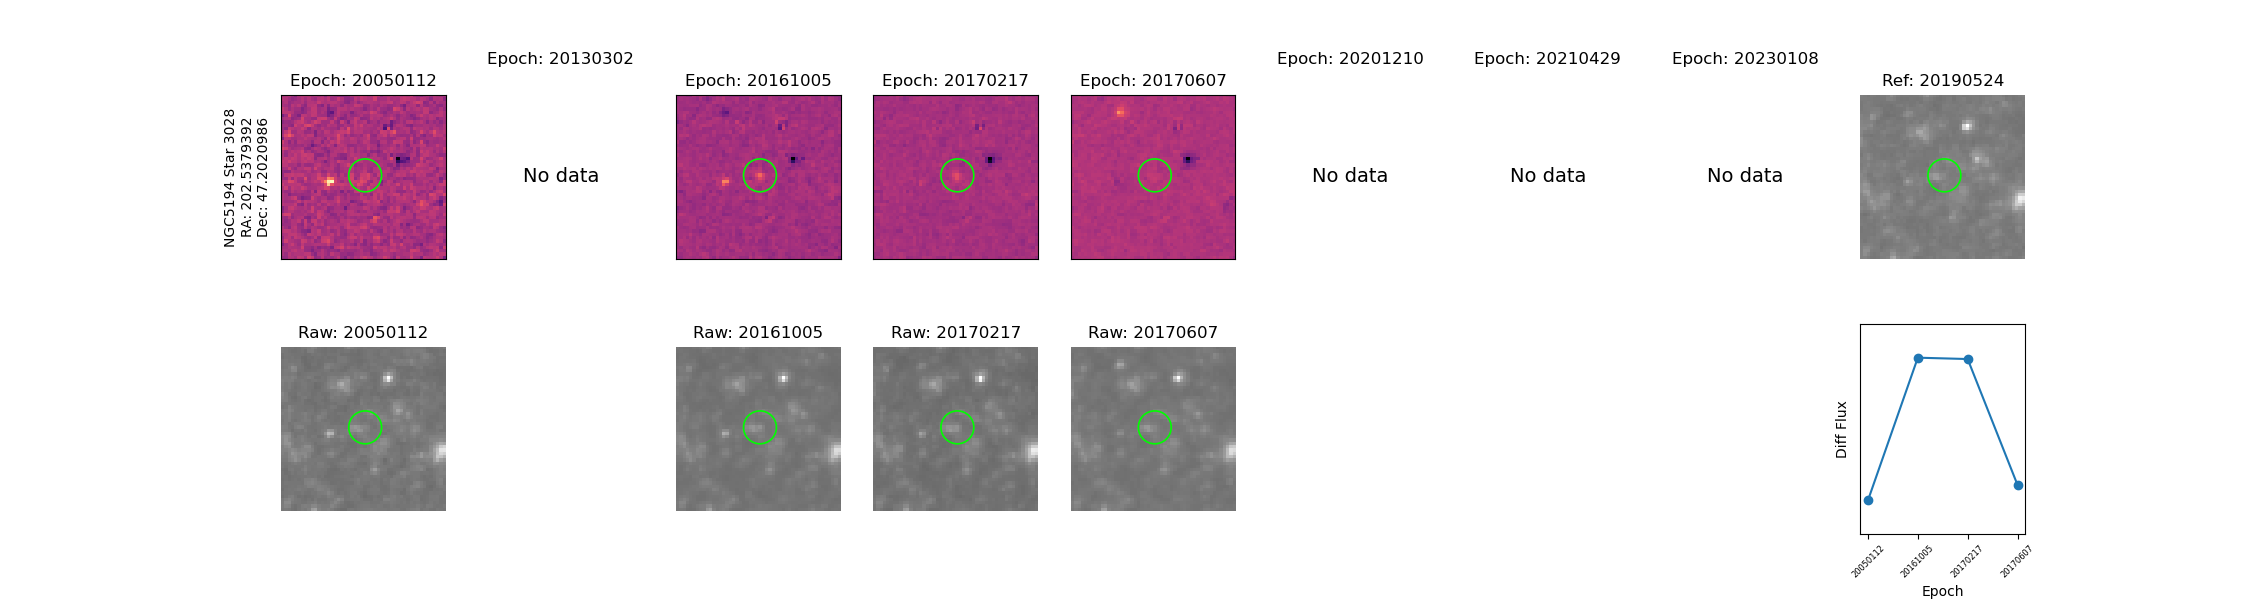 NGC5194 Star 3028
RA: 202.5379392
Dec: 47.2020986
Epoch: 20050112
Epoch: 20130302
No data
Epoch: 20161005
Epoch: 20170217
Epoch: 20170607
Epoch: 20201210
No data
Epoch: 20210429
No data
Epoch: 20230108
No data
Ref: 20190524
Raw: 20050112
Raw: 20161005
Raw: 20170217
Raw: 20170607
Diff Flux
20050112
20161005
20170217
20170607
Epoch